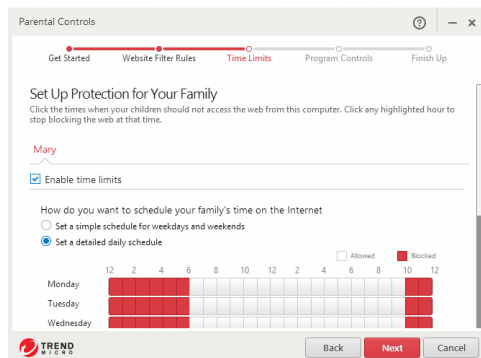 Parental Controls
Get Started Website Filter Rules Time Limits Program Controls Finish Up
Set Up Protection for Your Family
Click the times when your children should not access the web from this computer. Click any highlighted hour to
stop blocking the web at that time.
Mary
Enable time limits
How do you want to schedule your family's time on the Internet
Set a simple schedule for weekdays and weekends
Set a detailed daily schedule
Allowed Blocked
12 2 4 6 8 10 12 2 4 6 8 10 12
Monday
Tuesday
Wednesday
TREND
MICRO
Back Next Cancel